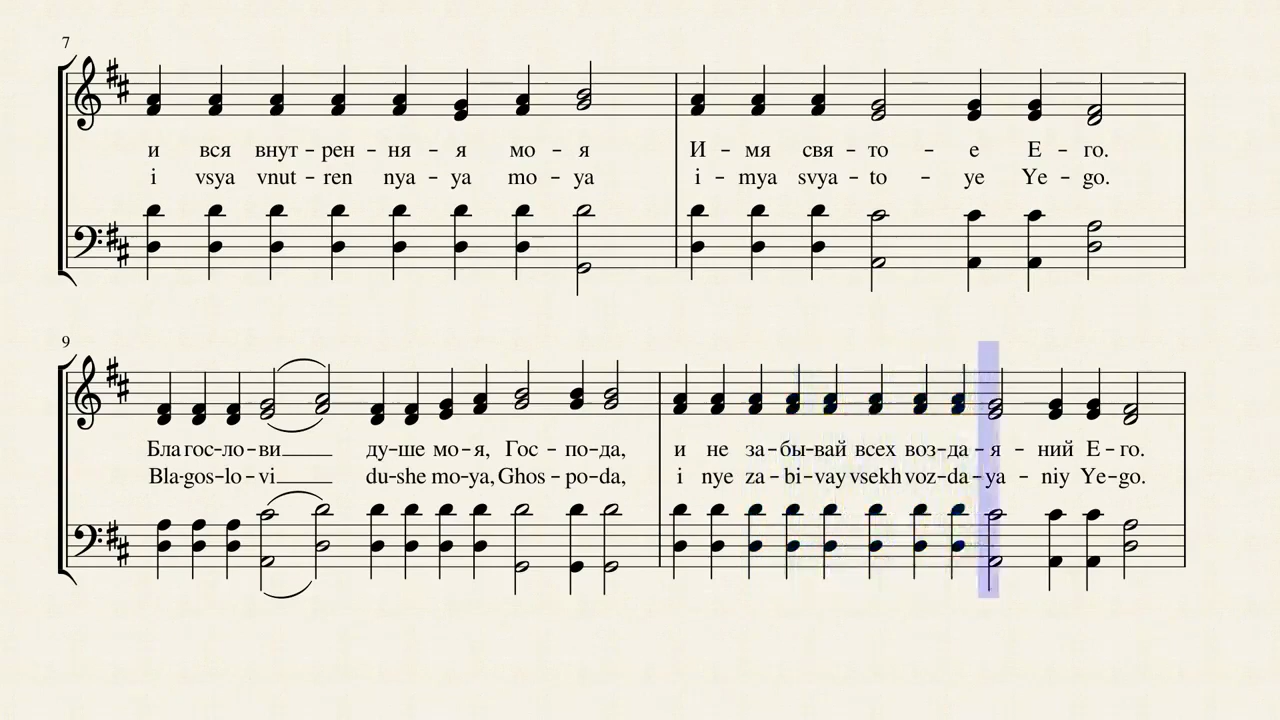 7
и вся внут – рен – ня – я мо – я И – мя свя – то – е Е – го.
i vsya vnut – ren nya – ya mo – ya i – mya svya – to – ye Ye – go.
9
Бла гос – ло – ви ду – ше мо – я, Гос – по – да, и не за – бы – вай всех воз – да – я – ний Е – го.
Bla – gos – lo – vi du – she mo – ya, Ghos – po – da, i nye za – bi – vay vsekh voz – da – ya – niy Ye – go.